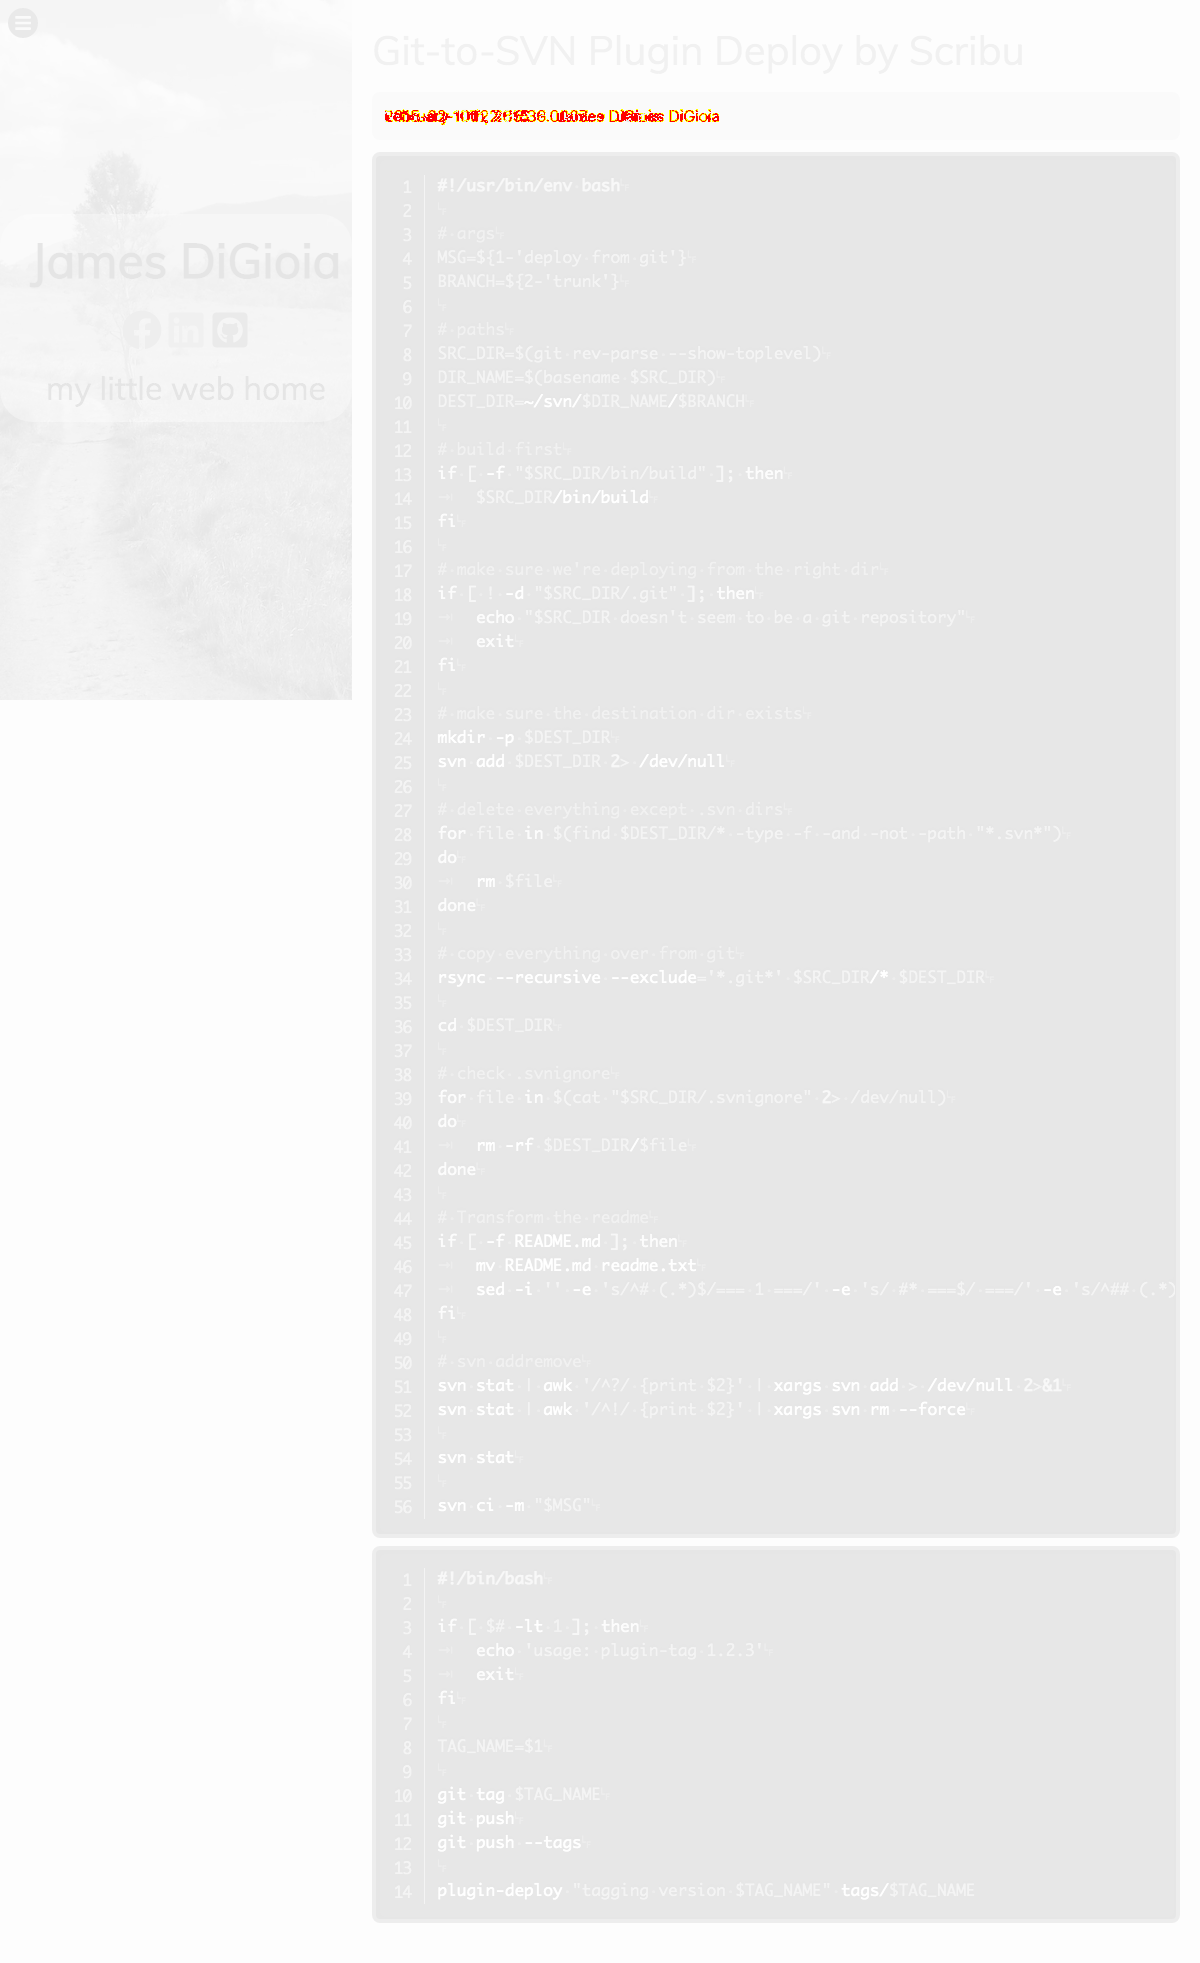 Git-to-SVN Plugin Deploy by Scribu
James DiGioia
my little web home
1 #!/usr/bin/env bash
2
3 # args
4 MSG=${1-'deploy from git'}
5 BRANCH=${2-'trunk'}
6
7 # paths
8 SRC_DIR=$(git rev-parse --show-toplevel)
9 DIR_NAME=$(basename $SRC_DIR)
10 DEST_DIR=~/svn/$DIR_NAME/$BRANCH
11
12 # build first
13 if [ -f "$SRC_DIR/bin/build" ]; then
14 $SRC_DIR/bin/build
15 fi
16
17 # make sure we're deploying from the right dir
18 if [ ! -d "$SRC_DIR/.git" ]; then
19 echo "$SRC_DIR doesn't seem to be a git repository"
20 exit
21 fi
22
23 # make sure the destination dir exists
24 mkdir -p $DEST_DIR
25 svn add $DEST_DIR 2> /dev/null
26
27 # delete everything except .svn dirs
28 for file in $(find $DEST_DIR/* -type -f -and -not -path "*.svn*")
29 do
30 rm $file
31 done
32
33 # copy everything over from git
34 rsync --recursive --exclude='*.git*' $SRC_DIR/* $DEST_DIR
35
36 cd $DEST_DIR
37
38 # check .svnignore
39 for file in $(cat "$SRC_DIR/.svnignore" 2> /dev/null)
40 do
41 rm -rf $DEST_DIR/$file
42 done
43
44 # Transform the readme
45 if [ -f README.md ]; then
46 mv README.md readme.txt
47 sed -i '' -e 's/^# (.*)$/=== 1 ===/' -e 's/ #* ===$/ ===/' -e 's/^## (.*)
48 fi
49
50 # svn addremove
51 svn stat | awk '/^?/ {print $2}' | xargs svn add > /dev/null 2>&1
52 svn stat | awk '/^!/ {print $2}' | xargs svn rm --force
53
54 svn stat
55
56 svn ci -m "$MSG"
1 #!/bin/bash
2
3 if [ $# -lt 1 ]; then
4 echo 'usage: plugin-tag 1.2.3'
5 exit
6 fi
7
8 TAG_NAME=$1
9
10 git tag $TAG_NAME
11 git push
12 git push --tags
13
14 plugin-deploy "tagging version $TAG_NAME" tags/$TAG_NAME